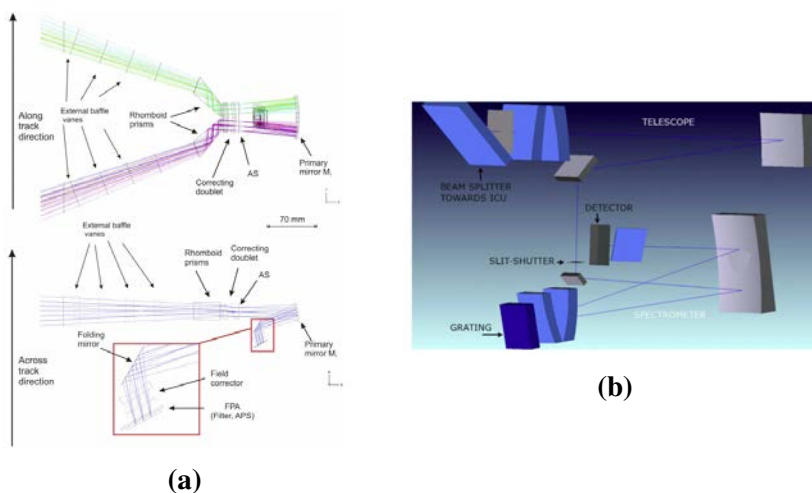 Along
track
direction
External baffle
vanes
Rhomboid
prisms
Correcting
doublet
AS
Primary
mirror M₁
70 mm
External baffle
vanes
Rhomboid
prisms
Correcting
doublet
AS
Folding
mirror
Primary
mirror M₁
Across
track
direction
Field
corrector
FPA
(Filter, APS)
(a)
TELESCOPE
BEAM SPLITTER
TOWARDS ICU
DETECTOR
SLIT-SHUTTER
SPECTROMETER
GRATING
(b)